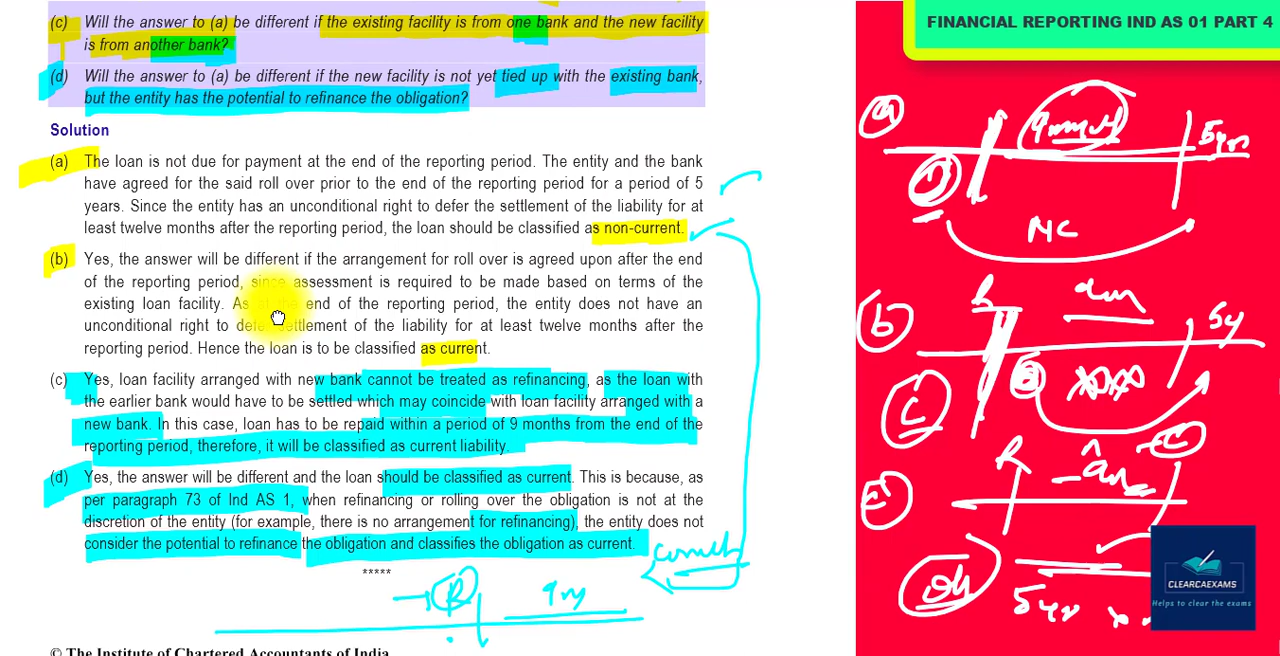 (c) Will the answer to (a) be different if the existing facility is from one bank and the new facility
is from another bank?
(d) Will the answer to (a) be different if the new facility is not yet tied up with the existing bank,
but the entity has the potential to refinance the obligation?
Solution
(a) The loan is not due for payment at the end of the reporting period. The entity and the bank
have agreed for the said roll over prior to the end of the reporting period for a period of 5
years. Since the entity has an unconditional right to defer the settlement of the liability for at
least twelve months after the reporting period, the loan should be classified as non-current.
(b) Yes, the answer will be different if the arrangement for roll over is agreed upon after the end
of the reporting period, since assessment is required to be made based on terms of the
existing loan facility. As at the end of the reporting period, the entity does not have an
unconditional right to defer settlement of the liability for at least twelve months after the
reporting period. Hence the loan is to be classified as current.
(c) Yes, loan facility arranged with new bank cannot be treated as refinancing, as the loan with
the earlier bank would have to be settled which may coincide with loan facility arranged with a
new bank. In this case, loan has to be repaid within a period of 9 months from the end of the
reporting period, therefore, it will be classified as current liability.
(d) Yes, the answer will be different and the loan should be classified as current. This is because, as
per paragraph 73 of Ind AS 1, when refinancing or rolling over the obligation is not at the
discretion of the entity (for example, there is no arrangement for refinancing), the entity does not
consider the potential to refinance the obligation and classifies the obligation as current.
*****
R 9m
© The Institute of Chartered Accountants of India
FINANCIAL REPORTING IND AS 01 PART 4
a
5yrs
NC
b
R
5y
C
C
R
5yr
CLEARCAEXAMS
Helps to clear the exams